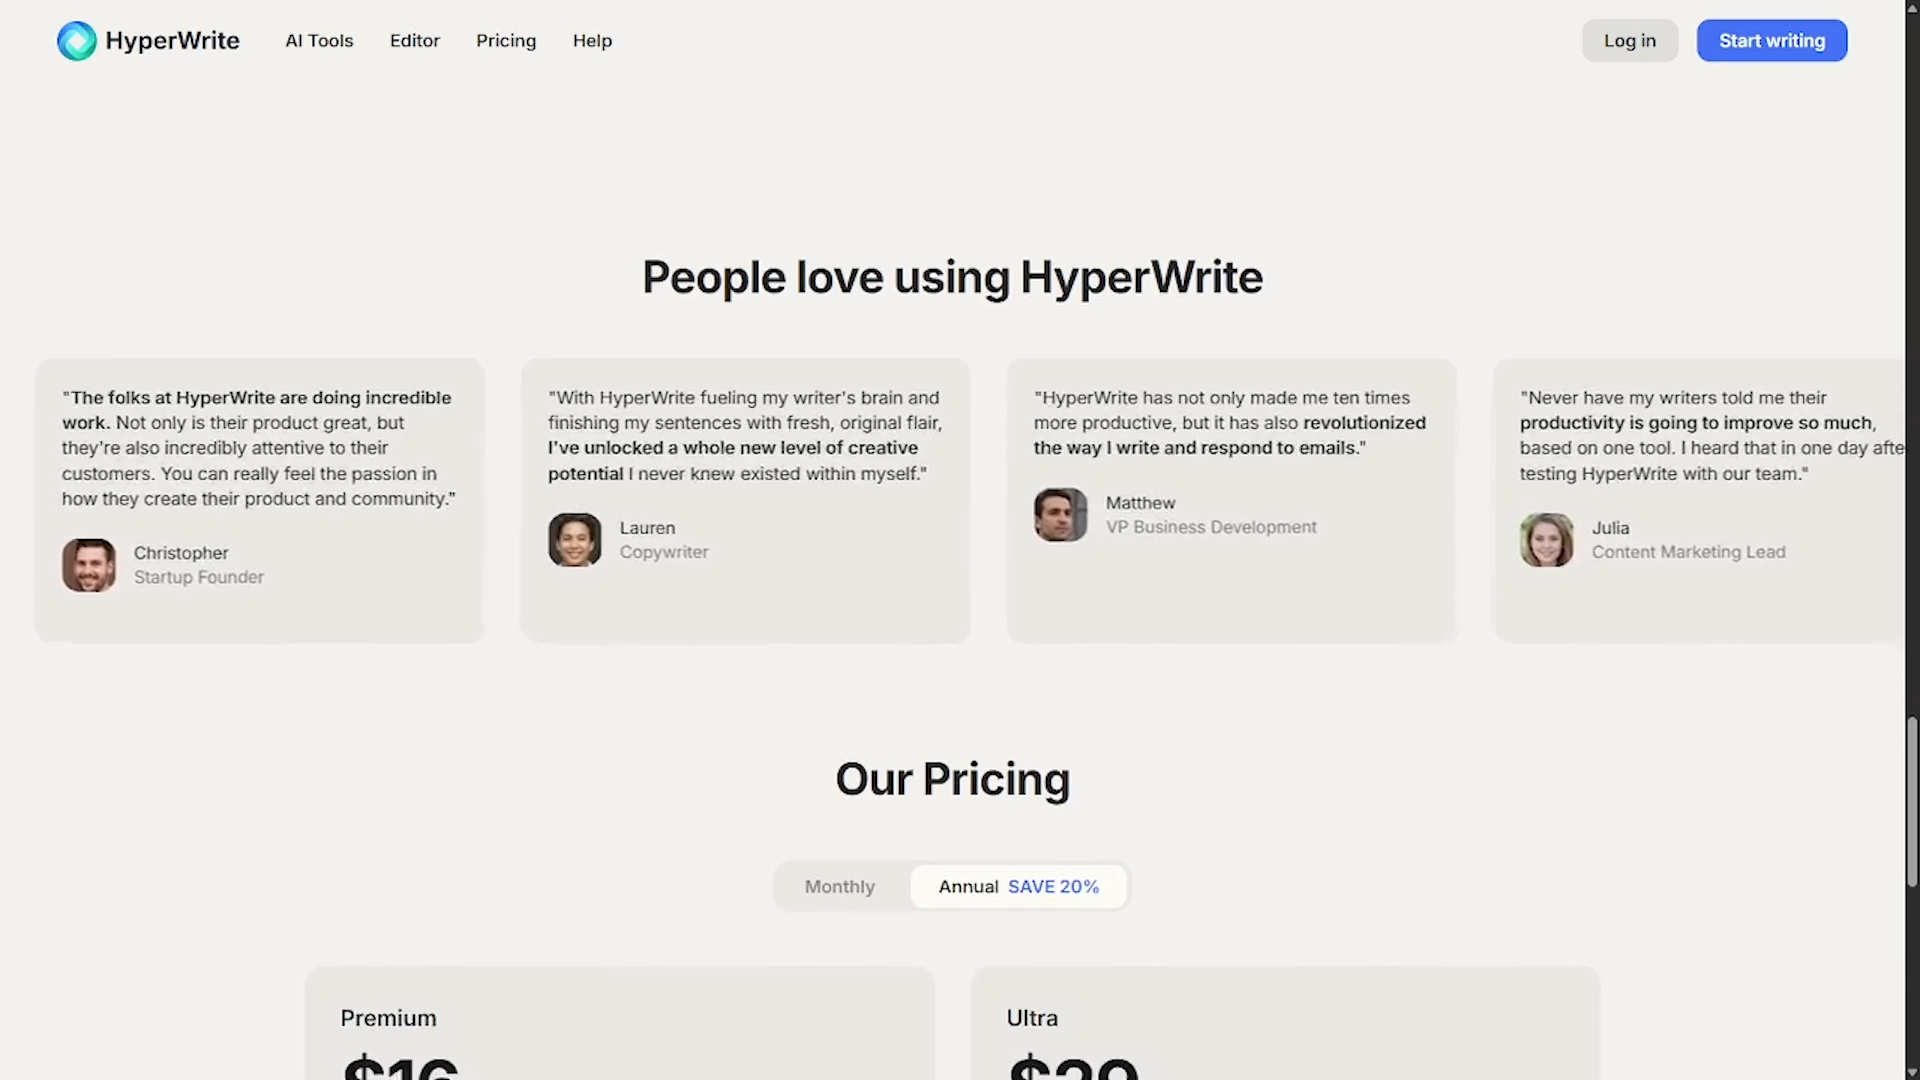 HyperWrite AI Tools Editor Pricing Help Log in Start writing
People love using HyperWrite
"The folks at HyperWrite are doing incredible
work. Not only is their product great, but
they're also incredibly attentive to their
customers. You can really feel the passion in
how they create their product and community."
Christopher
Startup Founder
"With HyperWrite fueling my writer's brain and
finishing my sentences with fresh, original flair,
I've unlocked a whole new level of creative
potential I never knew existed within myself."
Lauren
Copywriter
"HyperWrite has not only made me ten times
more productive, but it has also revolutionized
the way I write and respond to emails."
Matthew
VP Business Development
"Never have my writers told me their
productivity is going to improve so much,
based on one tool. I heard that in one day afte
testing HyperWrite with our team."
Julia
Content Marketing Lead
Our Pricing
Monthly Annual SAVE 20%
Premium
$16
Ultra